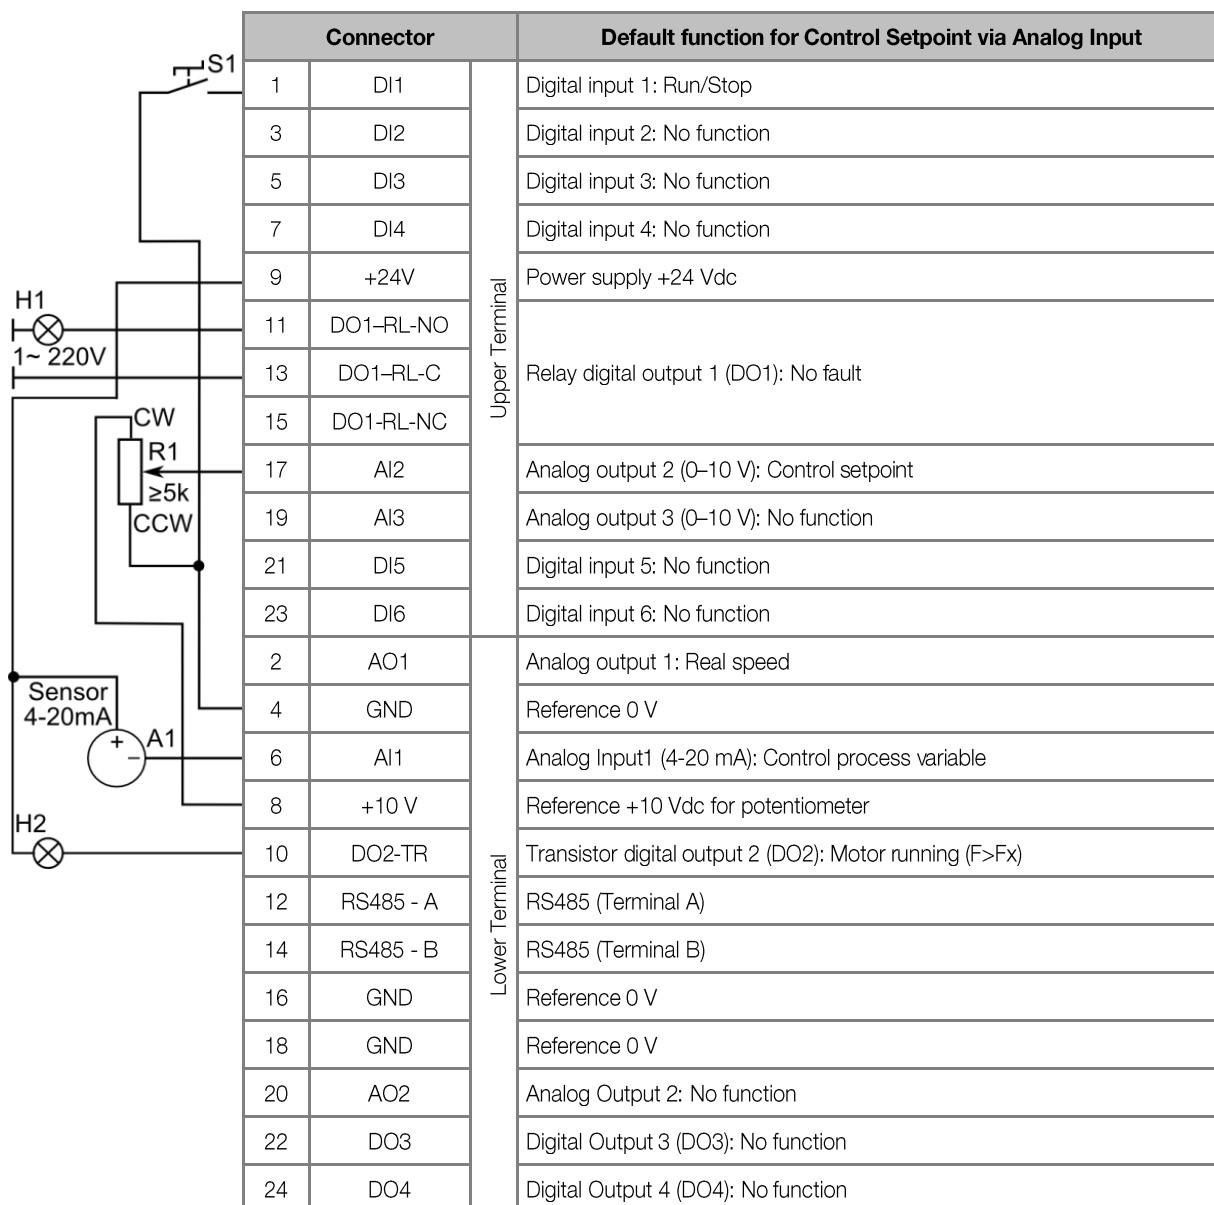 Connector Default function for Control Setpoint via Analog Input
S1
1 DI1 Digital input 1: Run/Stop
3 DI2 Digital input 2: No function
5 DI3 Digital input 3: No function
7 DI4 Digital input 4: No function
9 +24V Power supply +24 Vdc
Upper Terminal
H1
11 DO1–RL-NO
1~ 220V
13 DO1–RL-C Relay digital output 1 (DO1): No fault
15 DO1-RL-NC
CW
R1
17 AI2 Analog output 2 (0–10 V): Control setpoint
≥5k
CCW
19 AI3 Analog output 3 (0–10 V): No function
21 DI5 Digital input 5: No function
23 DI6 Digital input 6: No function
2 AO1 Analog output 1: Real speed
Sensor
4-20mA
4 GND Reference 0 V
+
− A1
6 AI1 Analog Input1 (4-20 mA): Control process variable
8 +10 V Reference +10 Vdc for potentiometer
H2
10 DO2-TR Transistor digital output 2 (DO2): Motor running (F>Fx)
Lower Terminal
12 RS485 - A RS485 (Terminal A)
14 RS485 - B RS485 (Terminal B)
16 GND Reference 0 V
18 GND Reference 0 V
20 AO2 Analog Output 2: No function
22 DO3 Digital Output 3 (DO3): No function
24 DO4 Digital Output 4 (DO4): No function